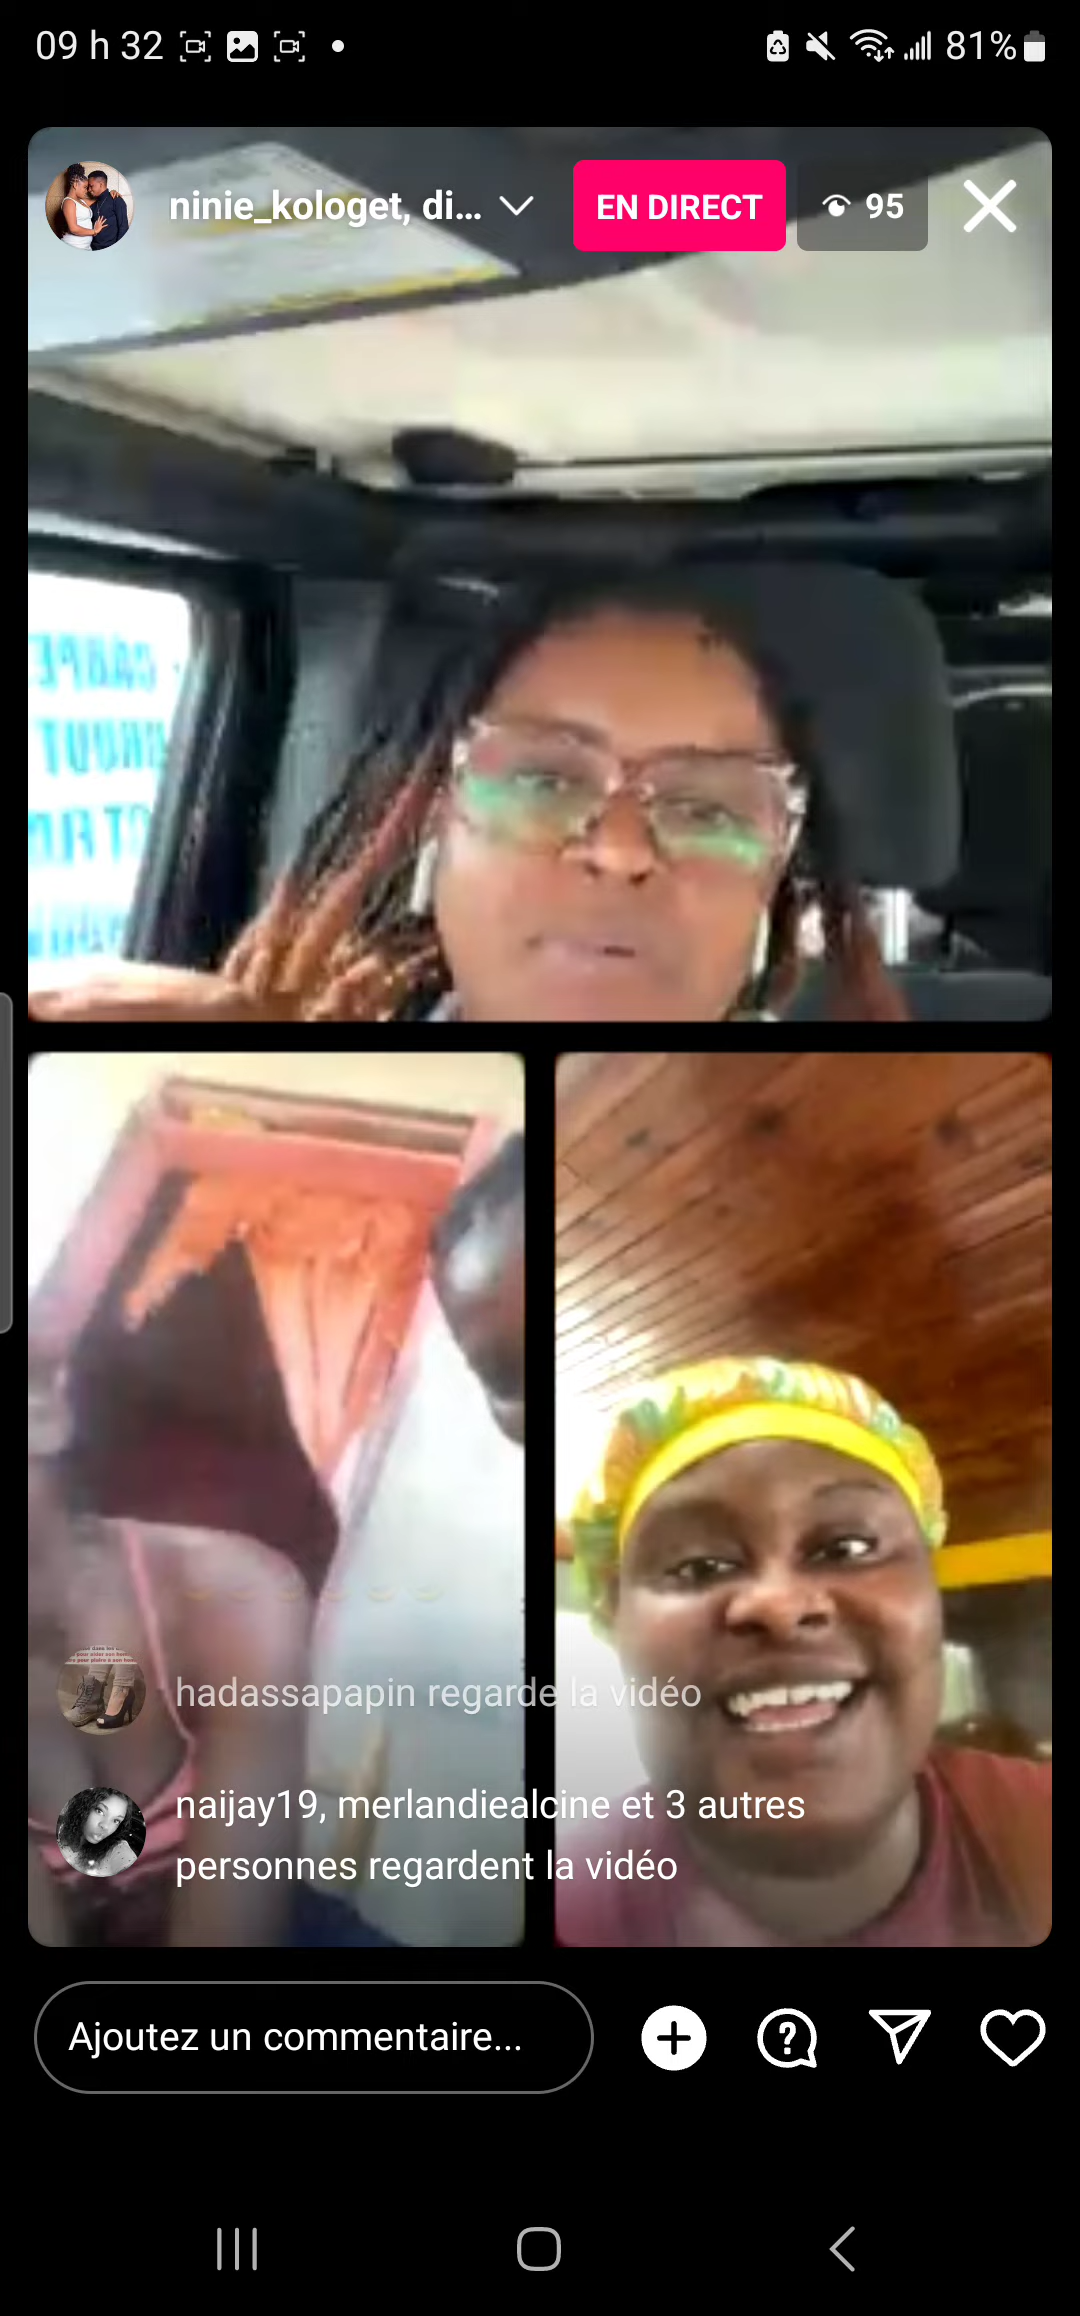 09 h 32
81%
ninie_kologet, di...
EN DIRECT
95
hadassapapin regarde la vidéo
naijay19, merlandiealcine et 3 autres
personnes regardent la vidéo
Ajoutez un commentaire...